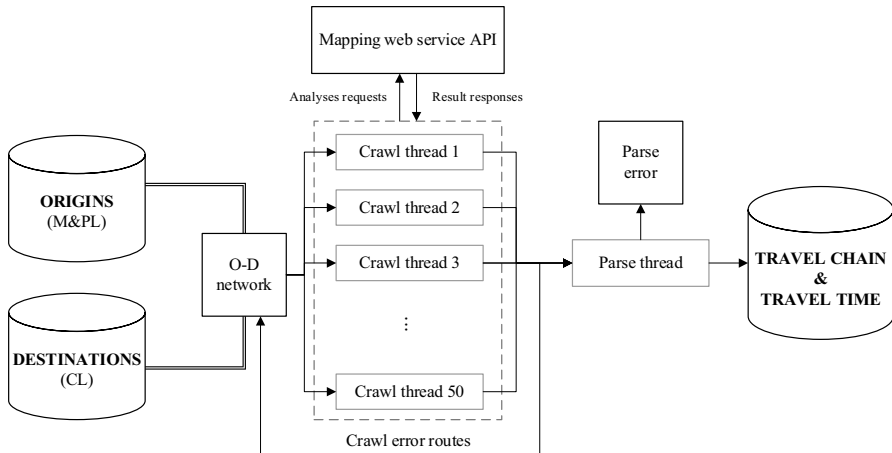 Mapping web service API
Analyses requests
Result responses
Crawl thread 1
Crawl thread 2
Crawl thread 3
⋮
Crawl thread 50
Crawl error routes
ORIGINS
(M&PL)
DESTINATIONS
(CL)
O-D
network
Parse
error
Parse thread
TRAVEL CHAIN
&
TRAVEL TIME